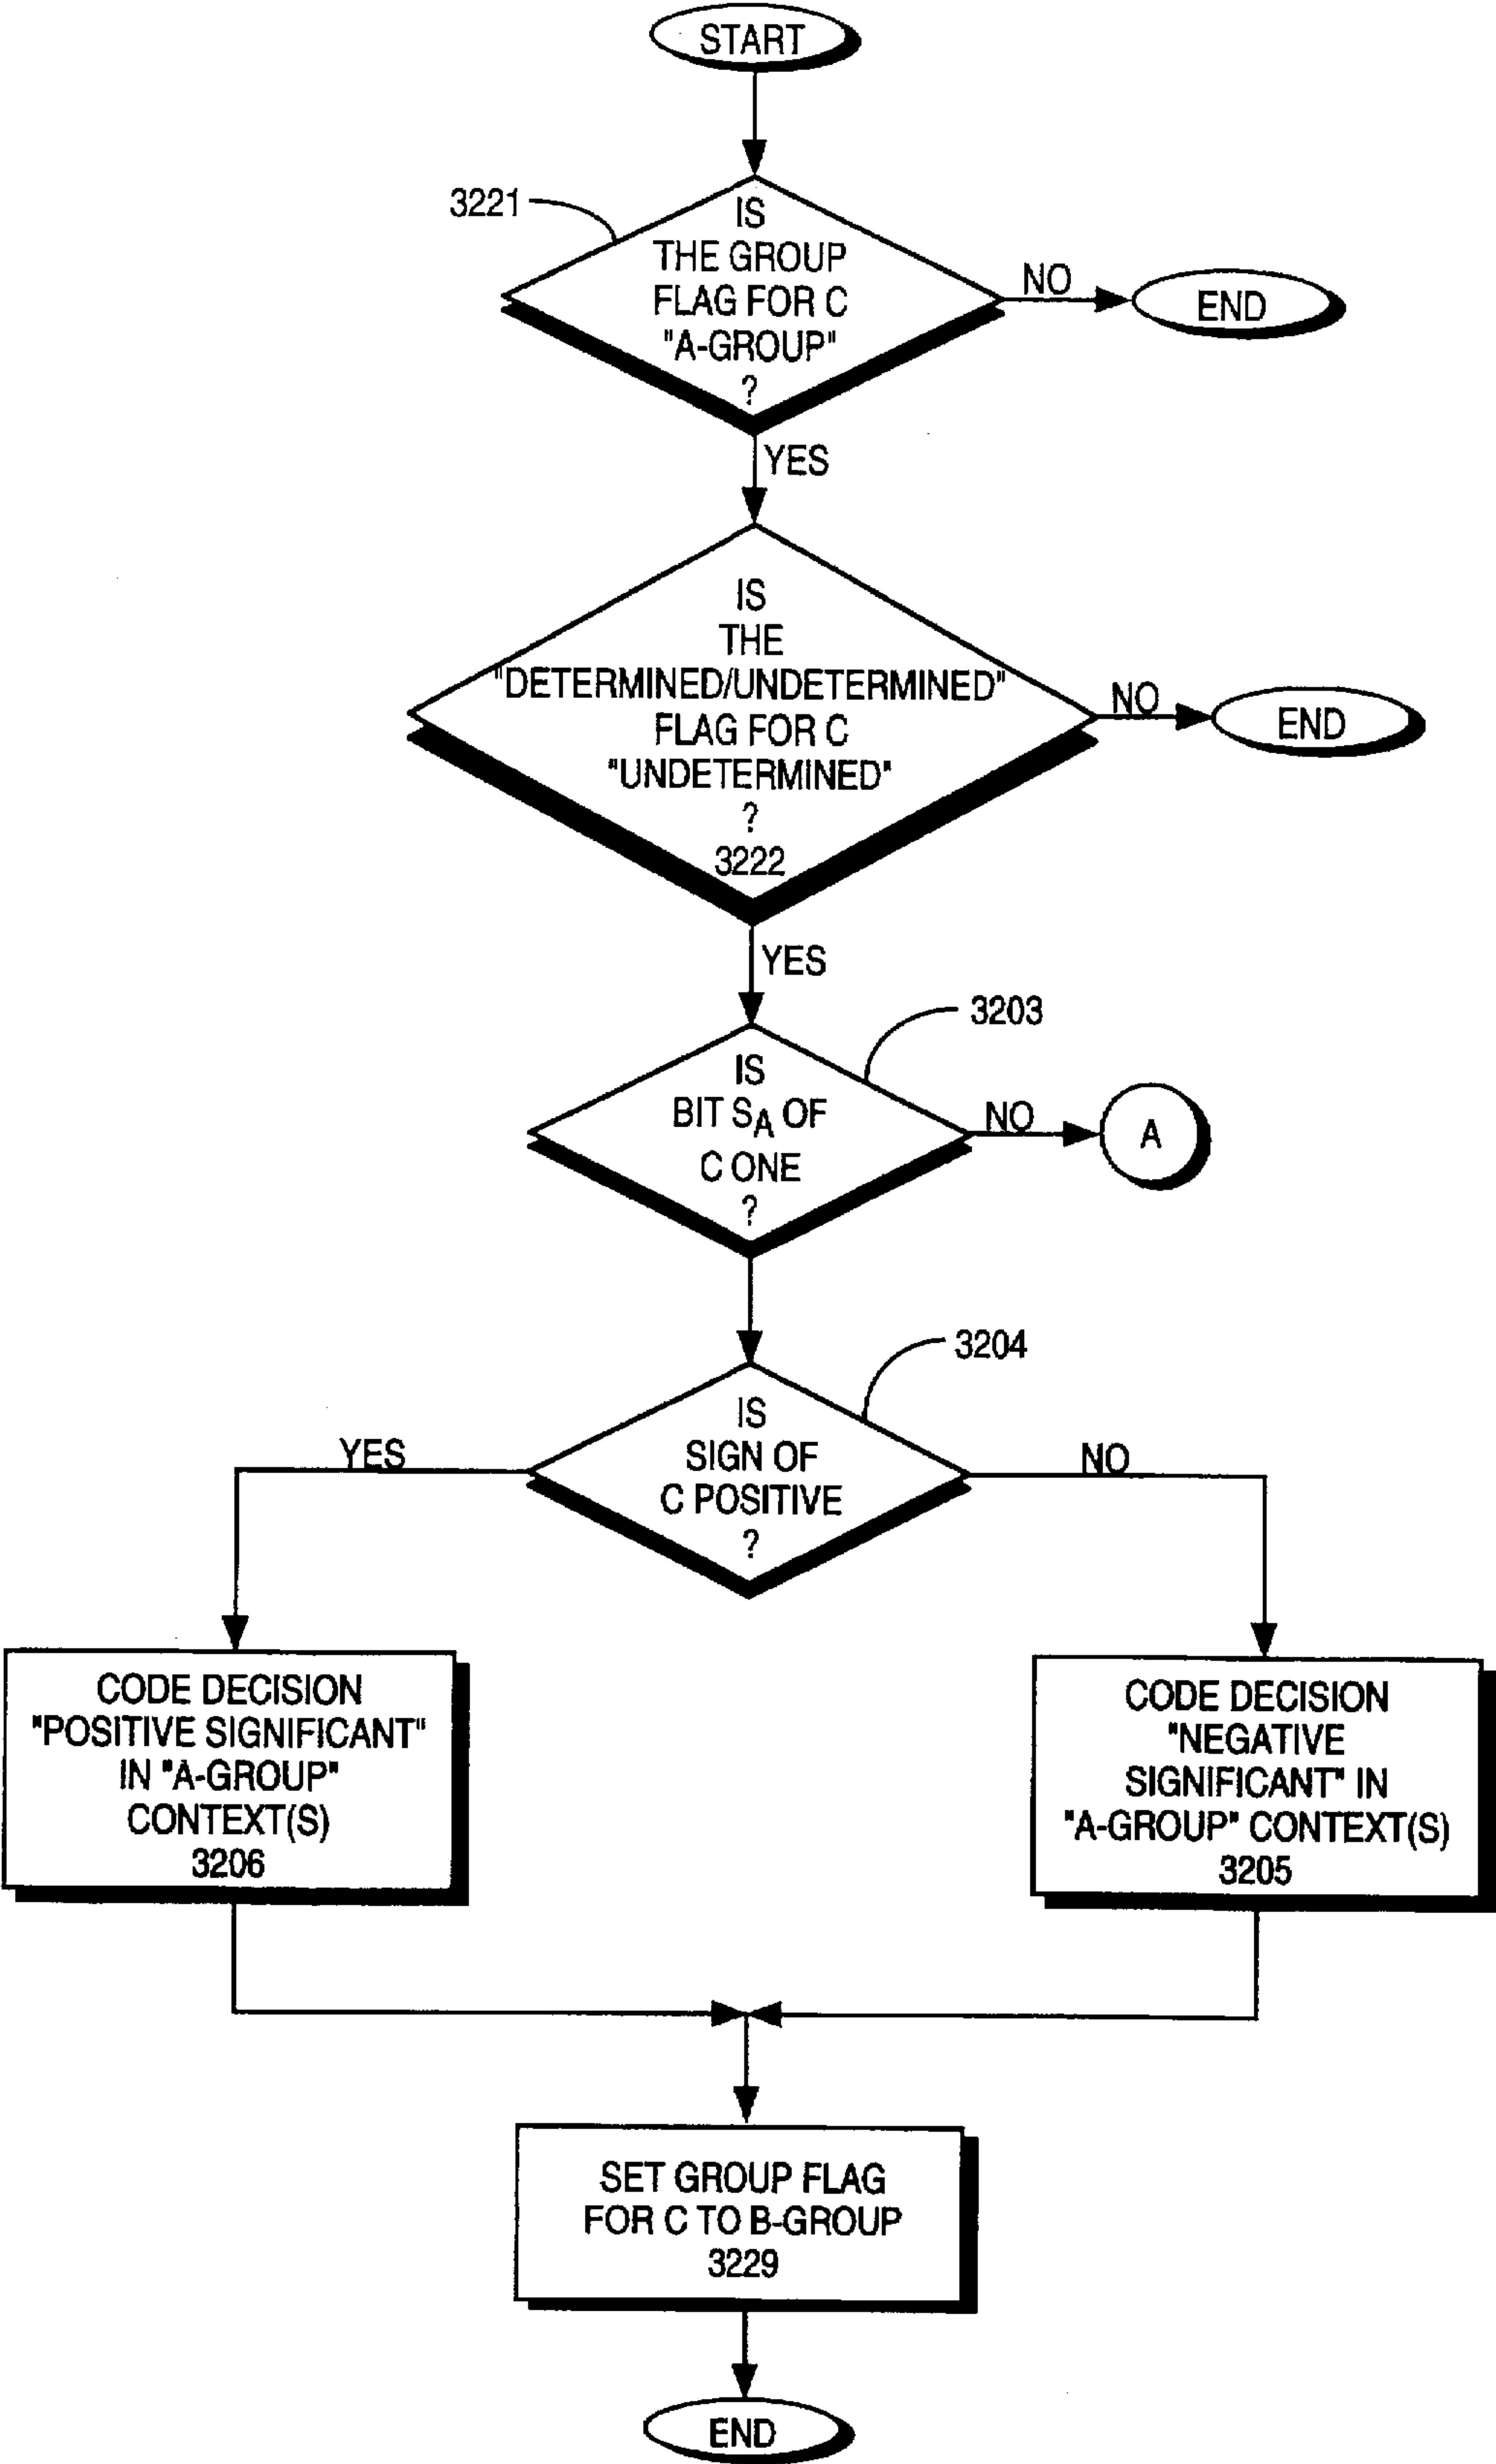 START
3221
IS
THE GROUP
FLAG FOR C
"A-GROUP"
?
NO
END
YES
IS
THE
"DETERMINED/UNDETERMINED"
FLAG FOR C
"UNDETERMINED"
?
3222
NO
END
YES
3203
IS
BIT SA OF
C ONE
?
NO
A
3204
IS
SIGN OF
C POSITIVE
?
YES
NO
CODE DECISION
"POSITIVE SIGNIFICANT"
IN "A-GROUP"
CONTEXT(S)
3206
CODE DECISION
"NEGATIVE
SIGNIFICANT" IN
"A-GROUP" CONTEXT(S)
3205
SET GROUP FLAG
FOR C TO B-GROUP
3229
END